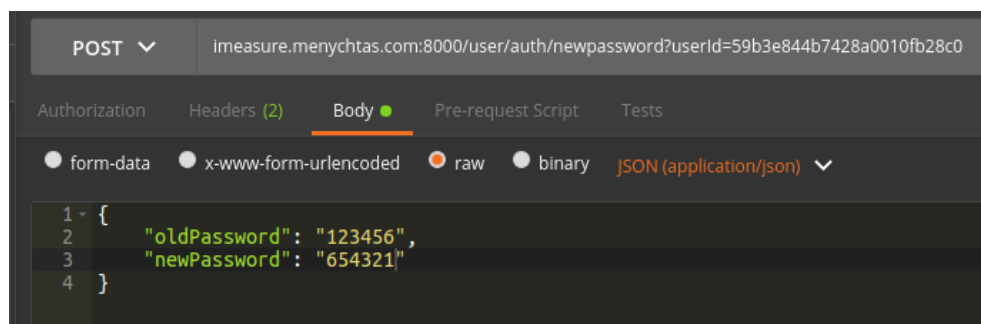 POST imeasure.menychtas.com:8000/user/auth/newpassword?userId=59b3e844b7428a0010fb28c0
Authorization Headers (2) Body Pre-request Script Tests
form-data x-www-form-urlencoded raw binary JSON (application/json)
1 {
2 "oldPassword": "123456",
3 "newPassword": "654321"
4 }